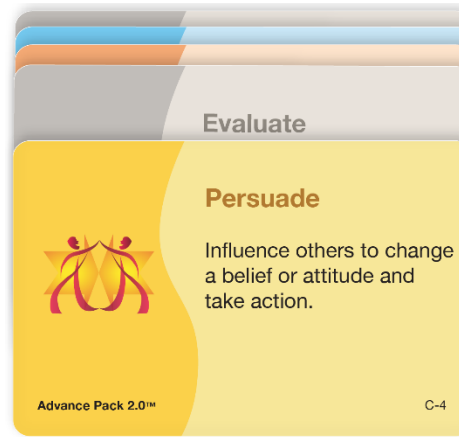 Evaluate
Persuade
Influence others to change
a belief or attitude and
take action.
Advance Pack 2.0™
C-4